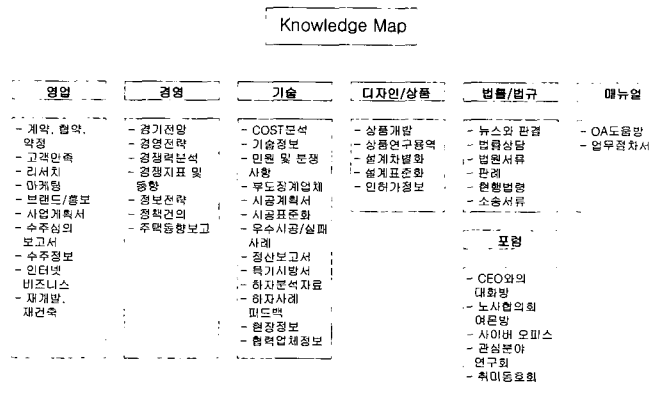 Knowledge Map
영업
- 계약, 협약,
약정
- 고객만족
- 리서치
- 마케팅
- 브랜드/홍보
- 사업계획서
- 수주심의
보고서
- 수주정보
- 인터넷
비즈니스
- 재개발,
재건축
경영
- 경기전망
- 경영전략
- 경쟁력분석
- 경쟁지표 및
동향
- 정보전략
- 정책건의
- 주택동향보고
기술
- COST분석
- 기술정보
- 민원 및 분쟁
사항
- 부도징계업체
- 시공계획서
- 시공표준화
- 우수시공/실패
사례
- 정산보고서
- 특기시방서
- 하자분석자료
- 하자사례
피드백
- 현장정보
- 협력업체정보
디자인/상품
- 상품개발
- 상품연구용역
- 설계차별화
- 설계표준화
- 인허가정보
법률/법규
- 뉴스와 판결
- 법률상담
- 법원서류
- 판례
- 현행법령
- 소송서류
포럼
- CEO와의
대화방
- 노사협의회
여론방
- 사이버 오피스
- 관심분야
연구회
- 취미동호회
매뉴얼
- OA도움방
- 업무절차서